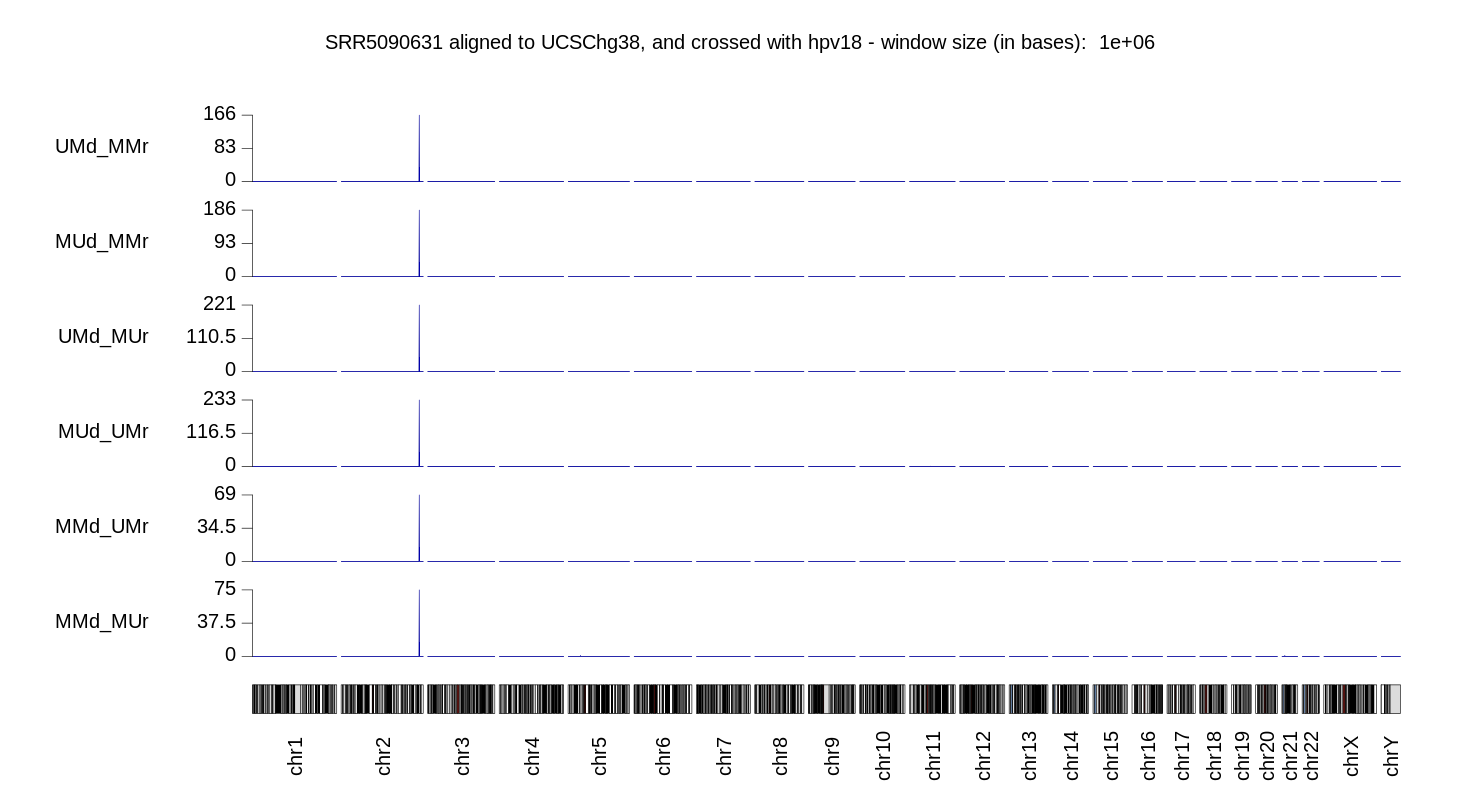 SRR5090631 aligned to UCSChg38, and crossed with hpv18 - window size (in bases):  1e+06
166
UMd_MMr
83
0
186
MUd_MMr
93
0
221
UMd_MUr
110.5
0
233
MUd_UMr
116.5
0
69
MMd_UMr
34.5
0
75
MMd_MUr
37.5
0
chr1
chr2
chr3
chr4
chr5
chr6
chr7
chr8
chr9
chr10
chr11
chr12
chr13
chr14
chr15
chr16
chr17
chr18
chr19
chr20
chr21
chr22
chrX
chrY